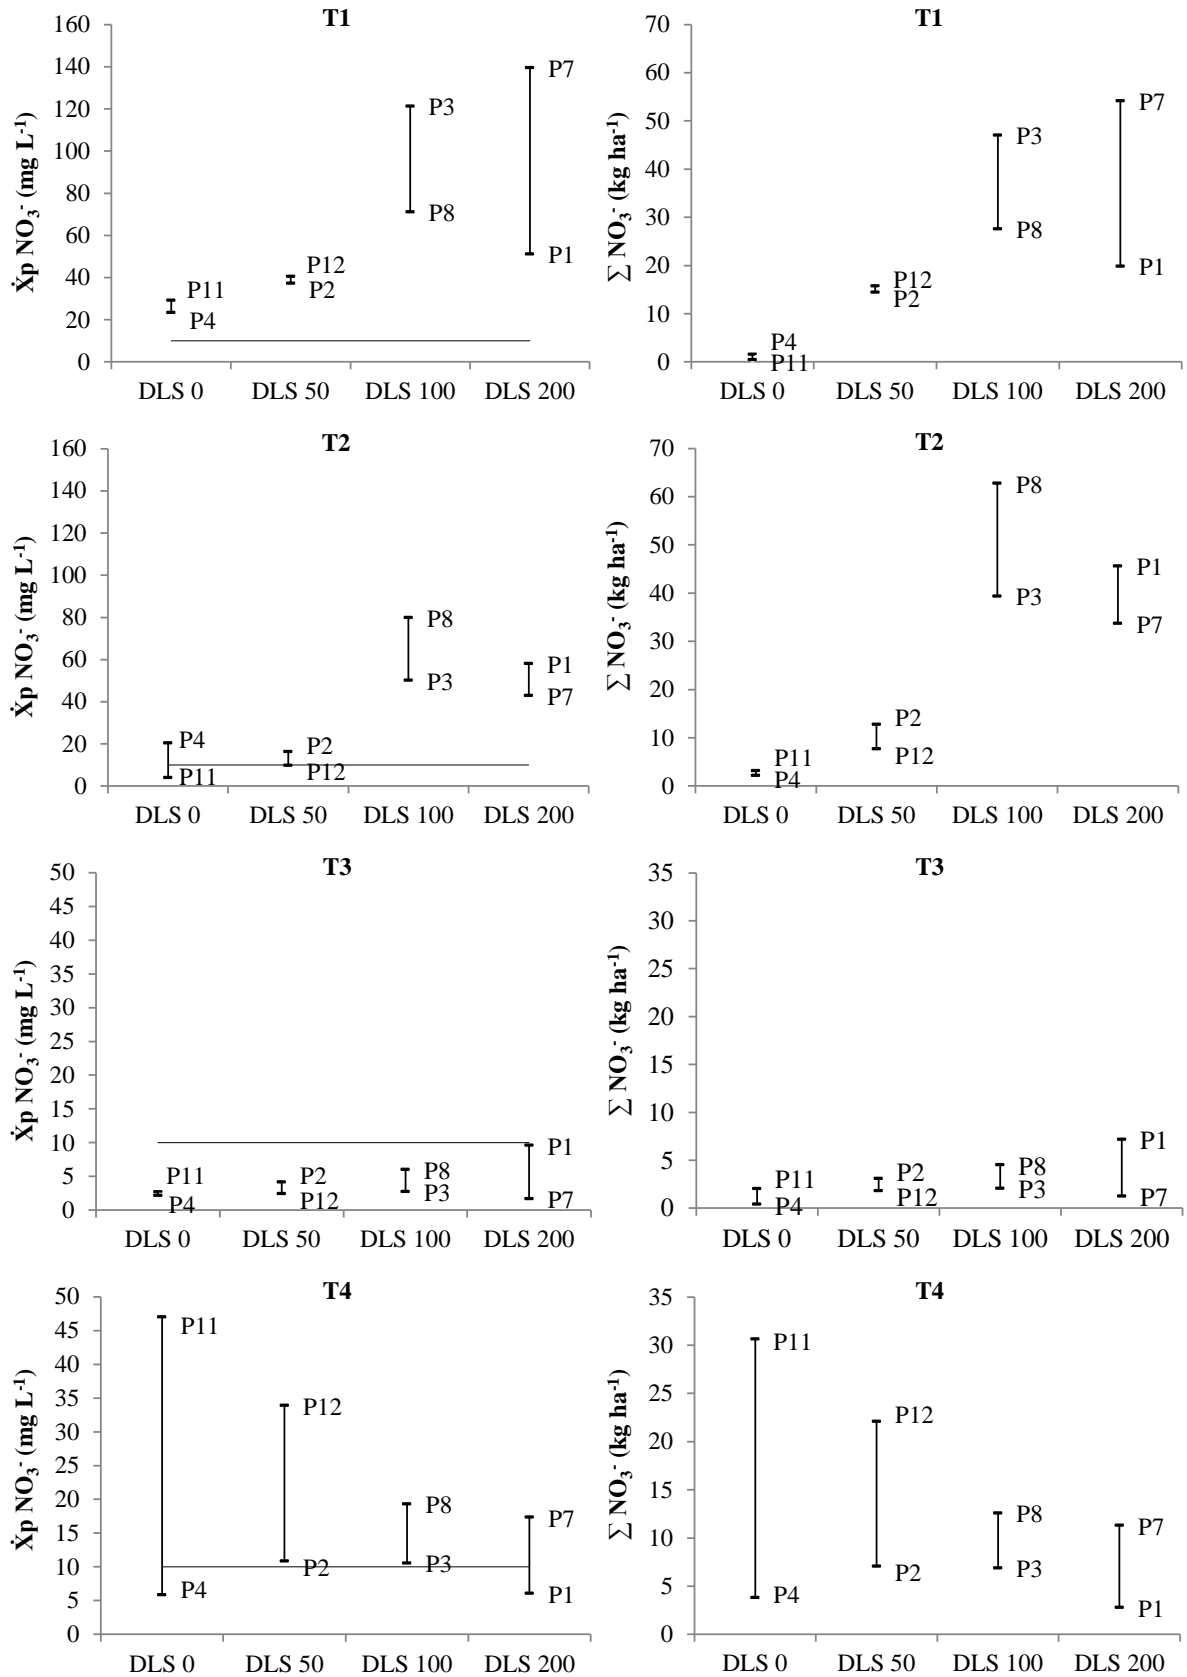 T1
160
140
120
100
80
60
40
20
0
Ẋp NO₃⁻ (mg L⁻¹)
P11
P4
P12
P2
P3
P8
P7
P1
DLS 0 DLS 50 DLS 100 DLS 200
T1
70
60
50
40
30
20
10
0
∑ NO₃⁻ (kg ha⁻¹)
P4
P11
P12
P2
P3
P8
P7
P1
DLS 0 DLS 50 DLS 100 DLS 200
T2
160
140
120
100
80
60
40
20
0
Ẋp NO₃⁻ (mg L⁻¹)
P4
P11
P2
P12
P8
P3
P1
P7
DLS 0 DLS 50 DLS 100 DLS 200
T2
70
60
50
40
30
20
10
0
∑ NO₃⁻ (kg ha⁻¹)
P11
P4
P2
P12
P8
P3
P1
P7
DLS 0 DLS 50 DLS 100 DLS 200
T3
50
45
40
35
30
25
20
15
10
5
0
Ẋp NO₃⁻ (mg L⁻¹)
P11
P4
P2
P12
P8
P3
P1
P7
DLS 0 DLS 50 DLS 100 DLS 200
T3
35
30
25
20
15
10
5
0
∑ NO₃⁻ (kg ha⁻¹)
P11
P4
P2
P12
P8
P3
P1
P7
DLS 0 DLS 50 DLS 100 DLS 200
T4
50
45
40
35
30
25
20
15
10
5
0
Ẋp NO₃⁻ (mg L⁻¹)
P11
P4
P12
P2
P8
P3
P7
P1
DLS 0 DLS 50 DLS 100 DLS 200
T4
35
30
25
20
15
10
5
0
∑ NO₃⁻ (kg ha⁻¹)
P11
P4
P12
P2
P8
P3
P7
P1
DLS 0 DLS 50 DLS 100 DLS 200